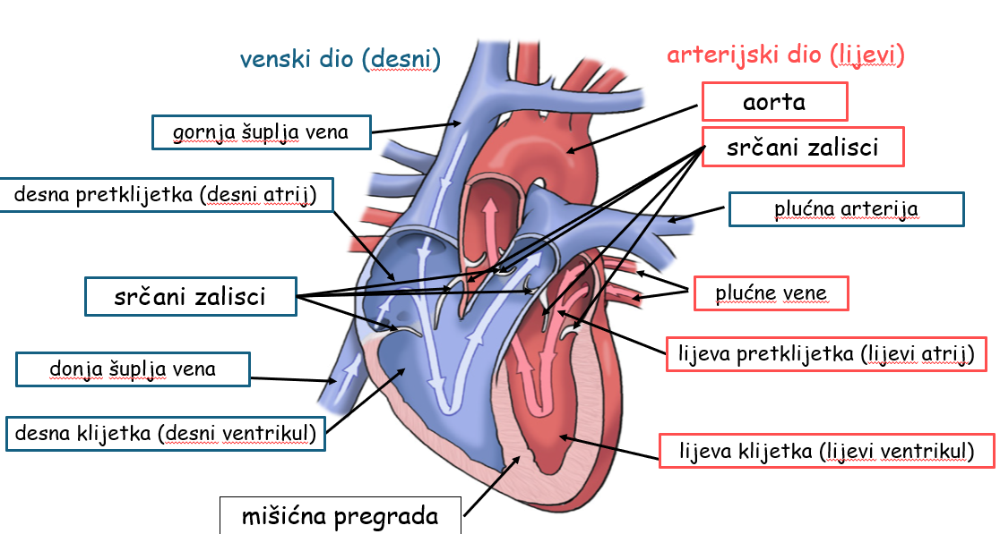 venski dio (desni)
arterijski dio (lijevi)
aorta
gornja šuplja vena
srčani zalisci
desna pretklijetka (desni atrij)
plućna arterija
srčani zalisci
plućne vene
lijeva pretklijetka (lijevi atrij)
donja šuplja vena
desna klijetka (desni ventrikul)
lijeva klijetka (lijevi ventrikul)
mišićna pregrada